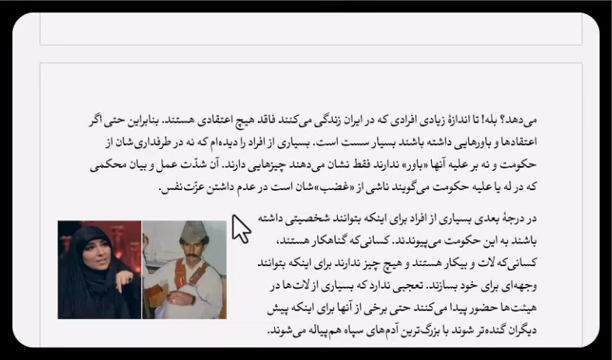 می‌دهد؟ بله! تا اندازهٔ زیادی افرادی که در ایران زندگی می‌کنند فاقد هیچ اعتقادی هستند. بنابراین حتی اگر
اعتقادها و باورهایی داشته باشند بسیار سست است. بسیاری از افراد را دیده‌ام که نه در طرفداری‌شان از
حکومت و نه بر علیه آنها «باور» ندارند فقط نشان می‌دهند چیزهایی دارند. آن شدّت عمل و بیان محکمی
که در له یا علیه حکومت می‌گویند ناشی از «غضب»شان است در عدم داشتن عزّت‌نفس.
در درجهٔ بعدی بسیاری از افراد برای اینکه بتوانند شخصیتی داشته
باشند به این حکومت می‌پیوندند. کسانی‌که گناهکار هستند،
کسانی‌که لات و بیکار هستند و هیچ چیز ندارند برای اینکه بتوانند
وجهه‌ای برای خود بسازند. تعجبی ندارد که بسیاری از لات‌ها در
هیئت‌ها حضور پیدا می‌کنند حتی برخی از آنها برای اینکه پیش
دیگران گنده‌تر شوند با بزرگ‌ترین آدم‌های سپاه هم‌پیاله می‌شوند.